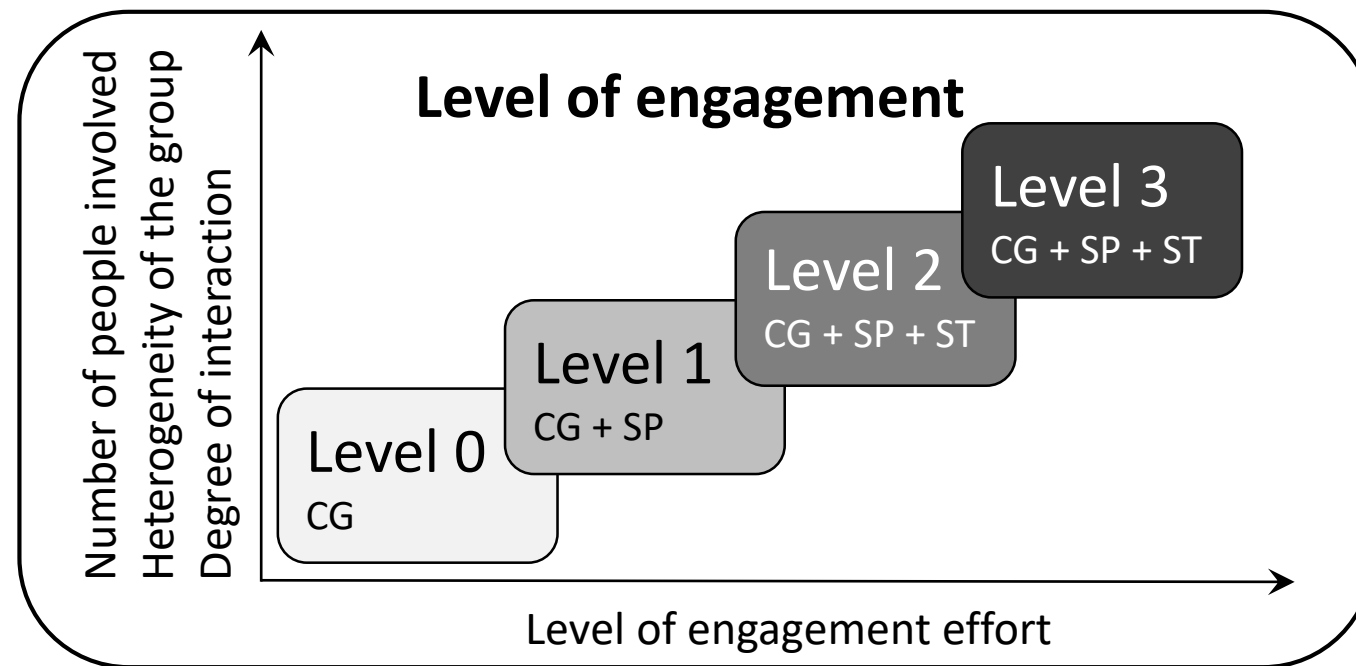 Level of engagement
Number of people involved
Heterogeneity of the group
Degree of interaction
Level 3
CG + SP + ST
Level 2
CG + SP + ST
Level 1
CG + SP
Level 0
CG
Level of engagement effort